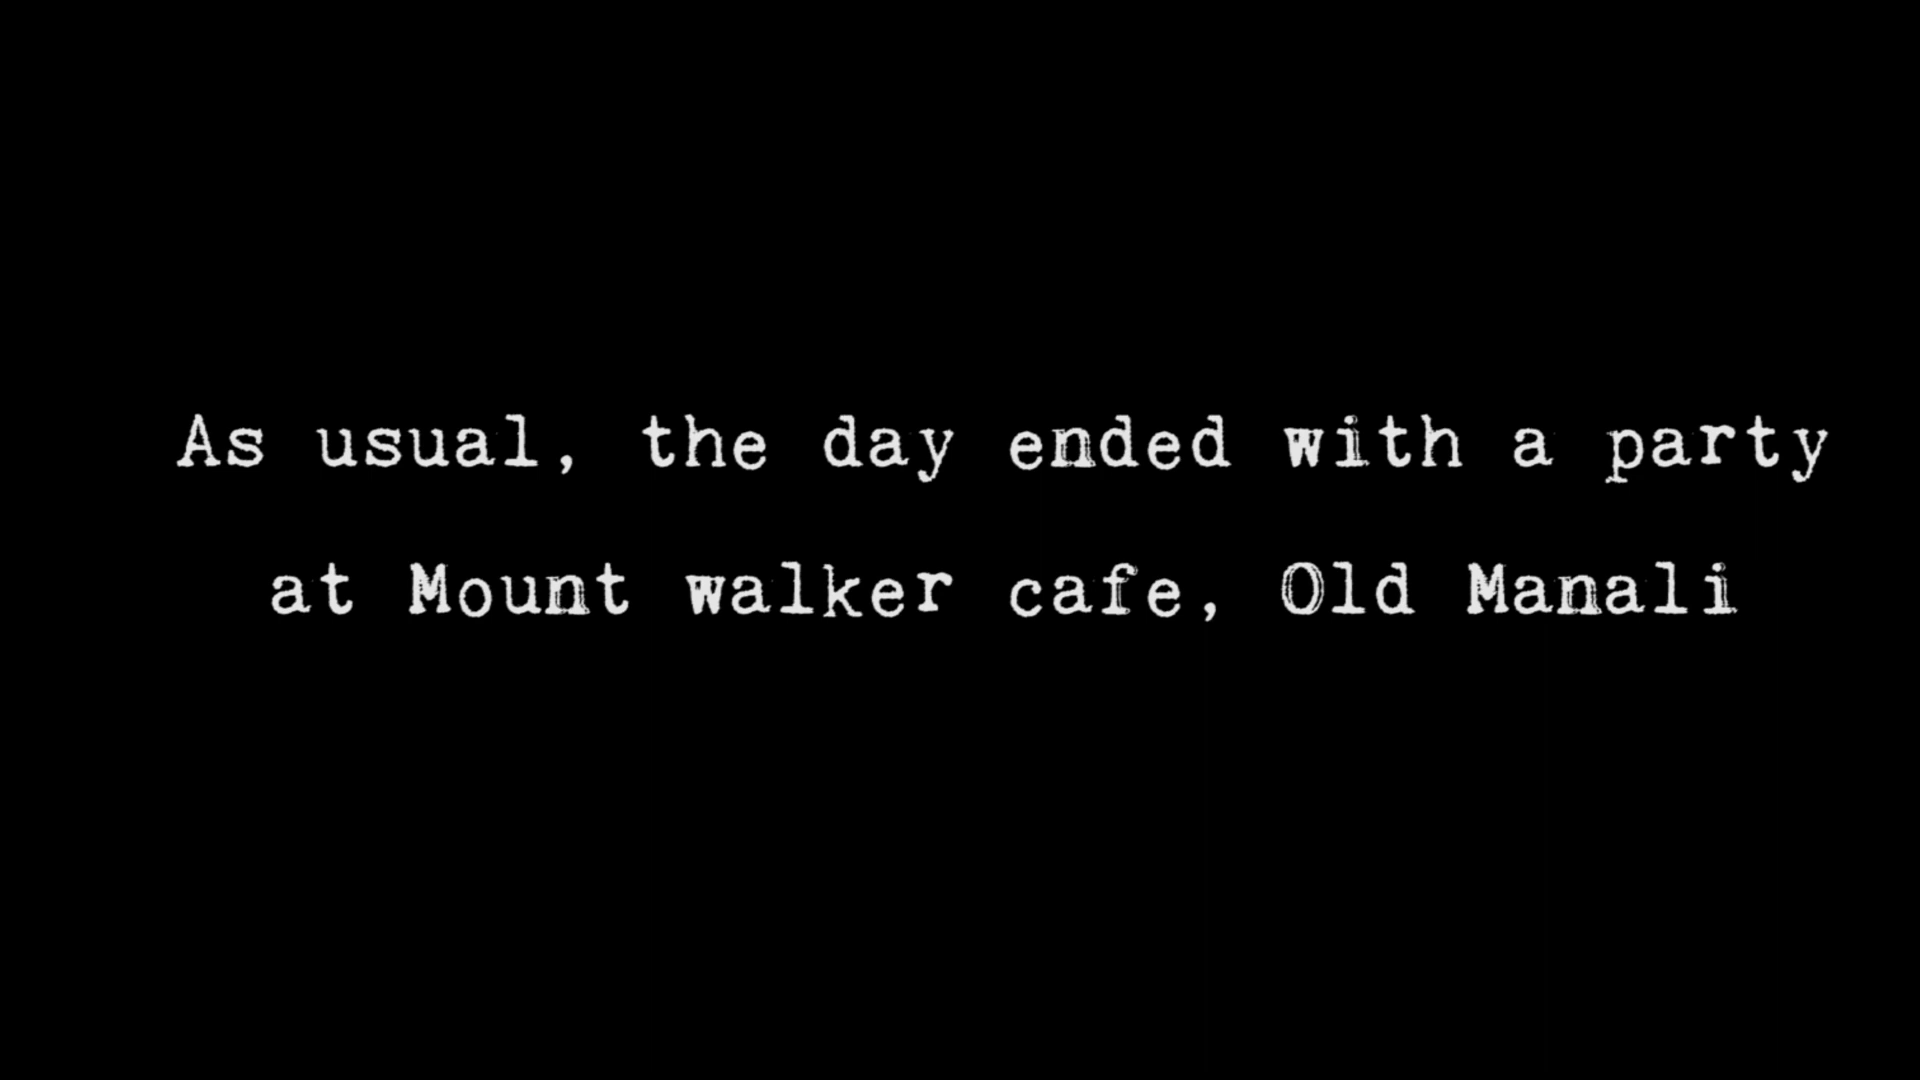 As usual, the day ended with a party
at Mount walker cafe, Old Manali